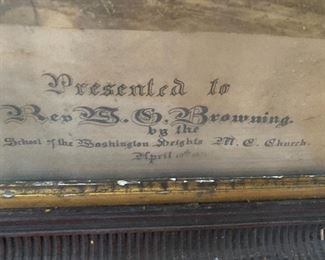 Presented to
Rev W. G. Browning.
by the
School of the Washington Heights M. E. Church.
April